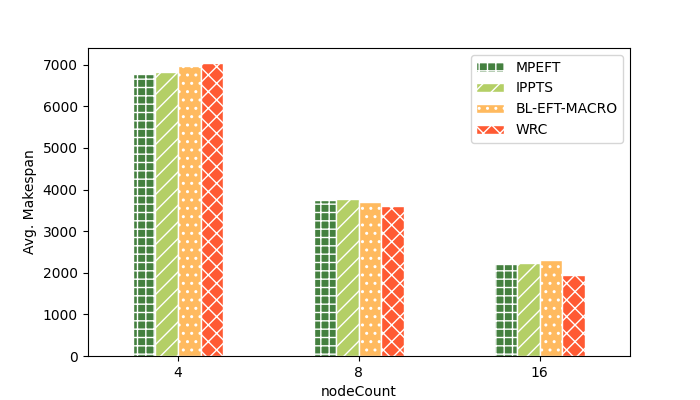 7000
6000
5000
4000
3000
2000
1000
0
Avg. Makespan
MPEFT
IPPTS
BL-EFT-MACRO
WRC
4 8 16
nodeCount